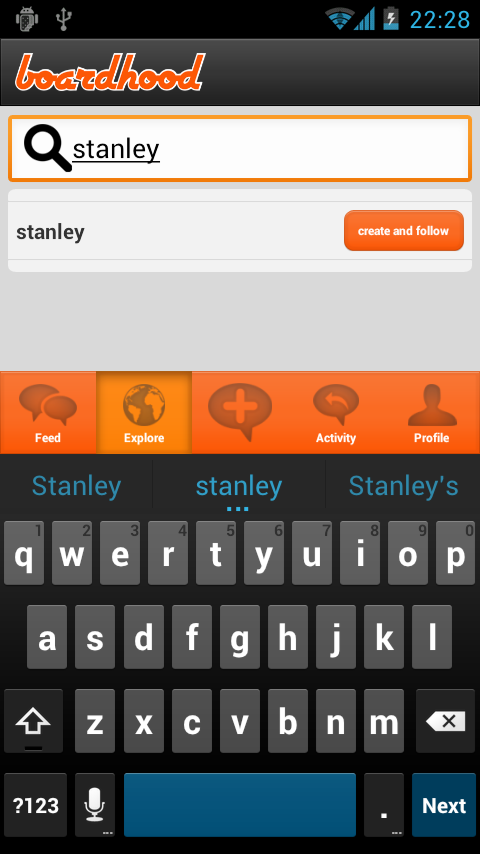 22:28
boardhood
stanley
stanley create and follow
Feed Explore Activity Profile
Stanley stanley Stanley's
1 2 3 4 5 6 7 8 9 0
q w e r t y u i o p
a s d f g h j k l
z x c v b n m
?123 . Next